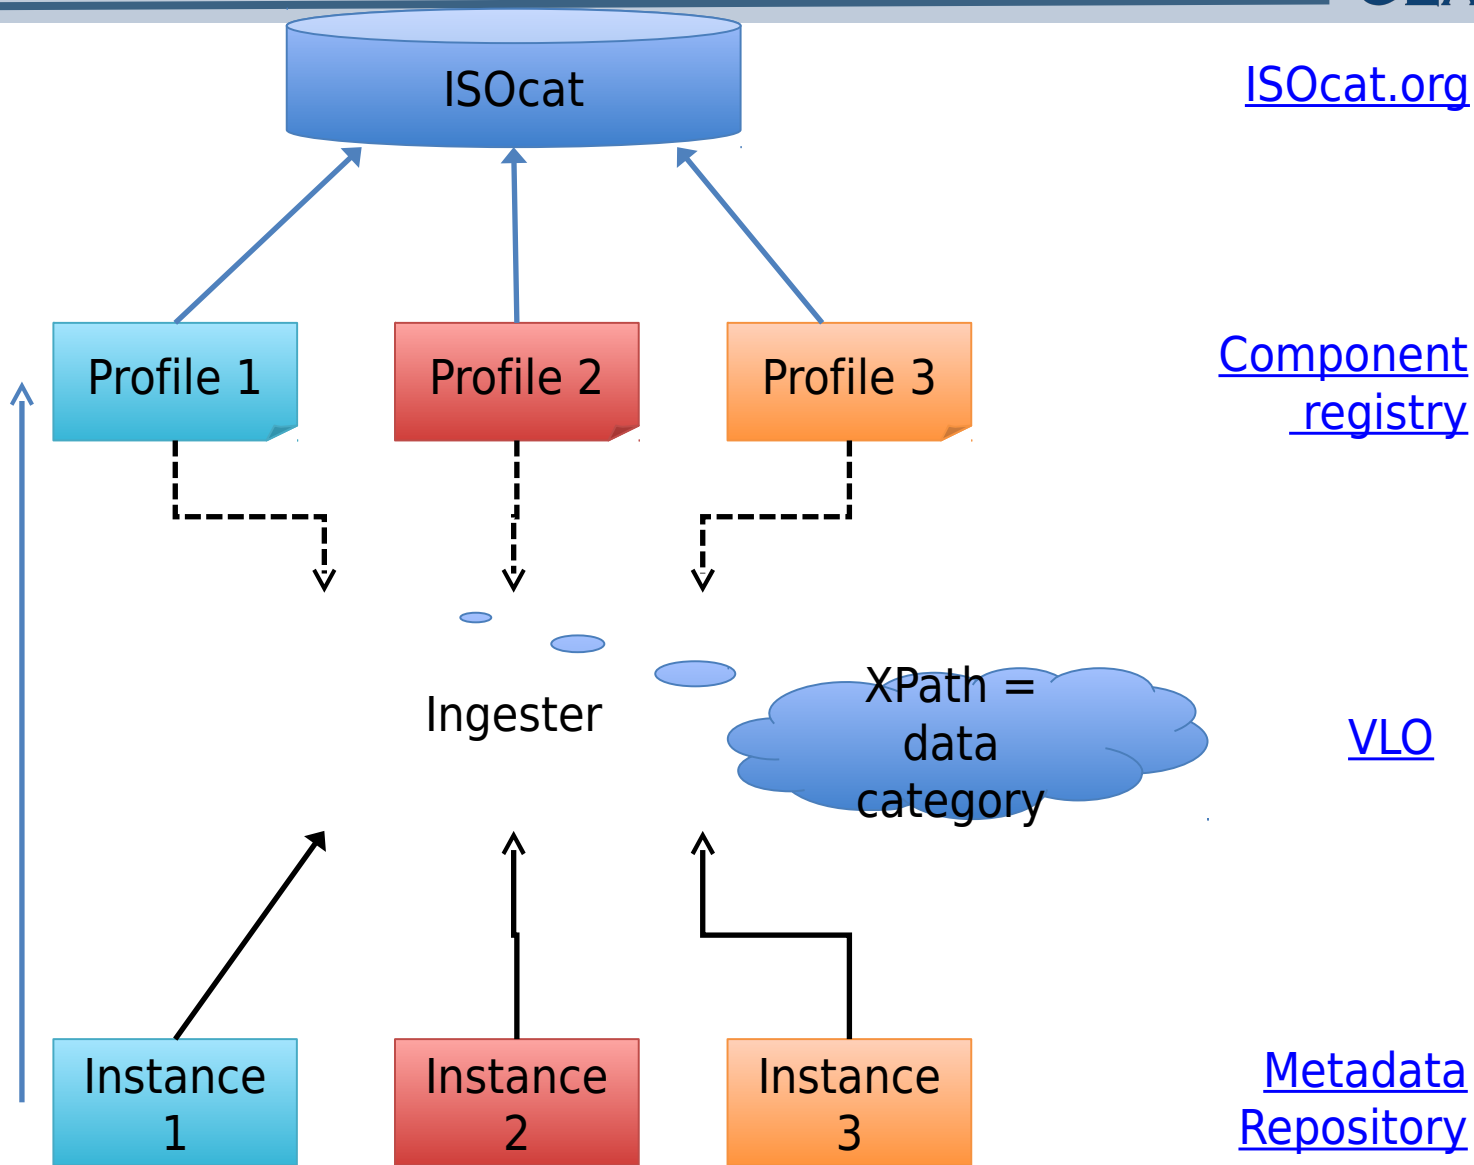 ISOcat
ISOcat.org
Profile 1
Profile 2
Profile 3
Component
registry
Ingester
XPath =
data
category
VLO
Instance
1
Instance
2
Instance
3
Metadata
Repository